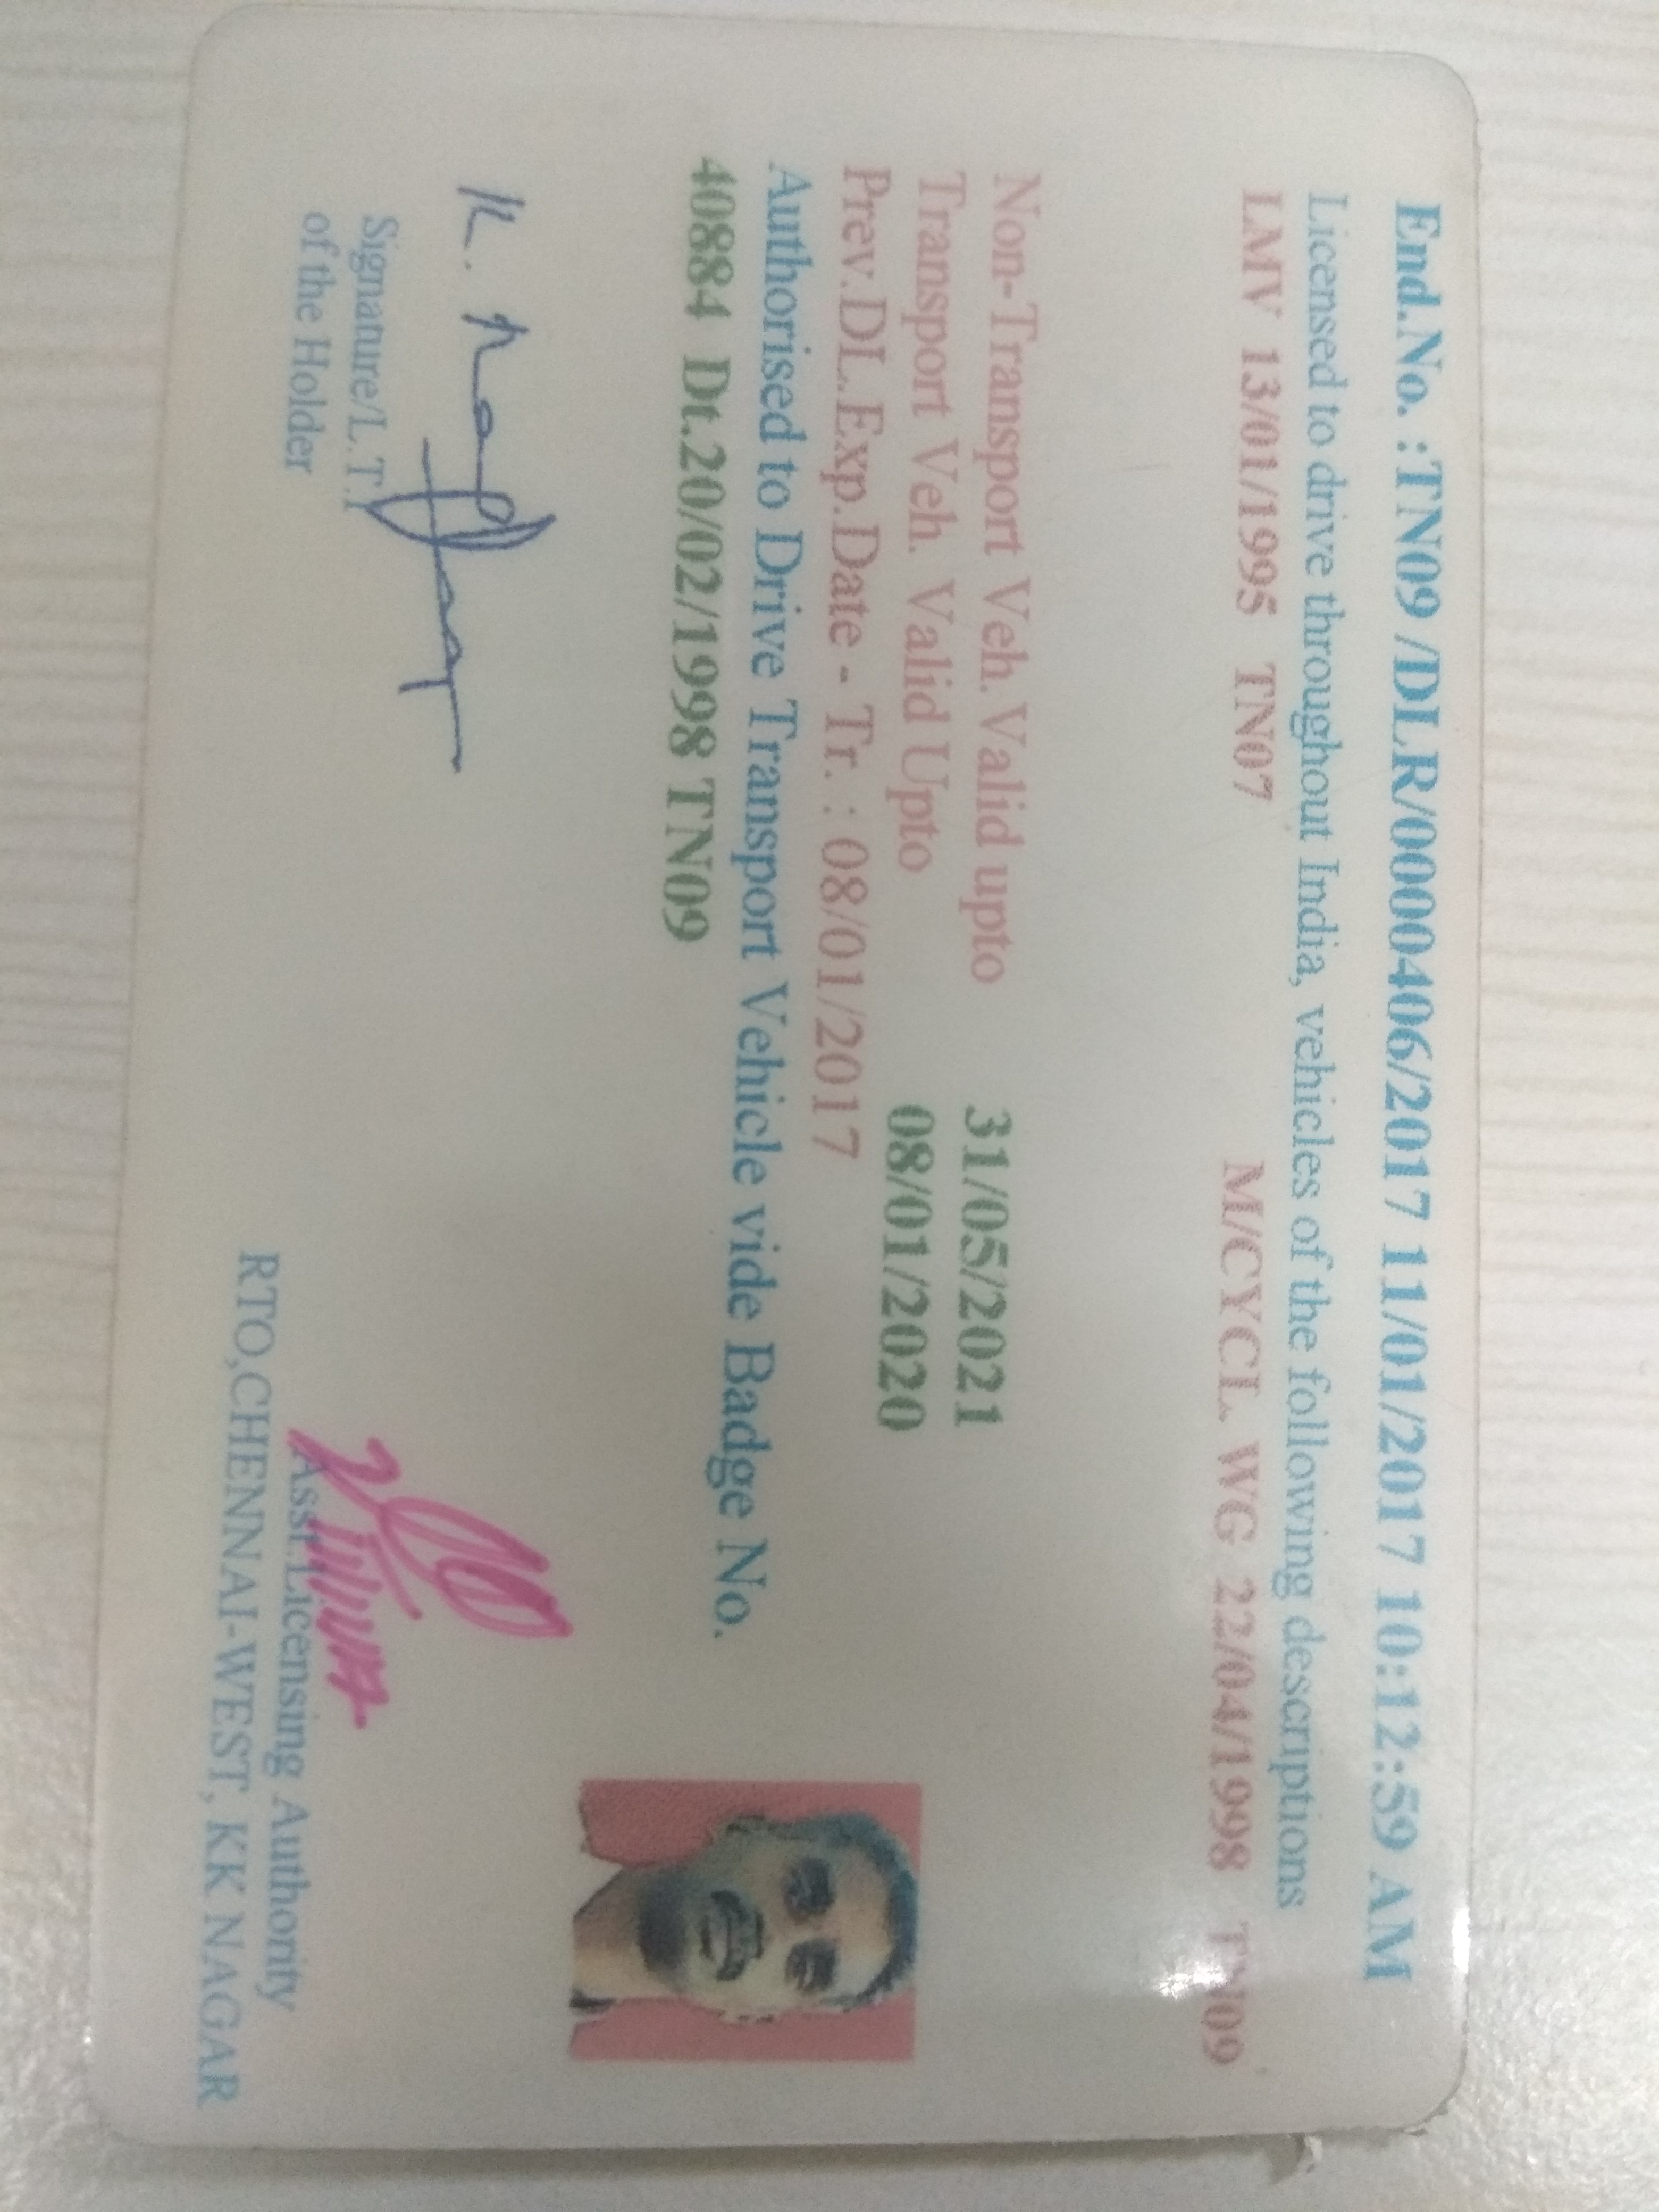 End.No. :TN09 /DLR/0000406/2017 11/01/2017 10:12:59 AM
Licensed to drive throughout India, vehicles of the following descriptions
LMV 13/01/1995 TN07 M/CYCL. WG 22/04/1998 TN09
Non-Transport Veh. Valid upto 31/05/2021
Transport Veh. Valid Upto 08/01/2020
Prev.DL.Exp.Date - Tr. : 08/01/2017
Authorised to Drive Transport Vehicle vide Badge No.
40884 Dt.20/02/1998 TN09
Signature/L.T.I
of the Holder
Asst.Licensing Authority
RTO,CHENNAI-WEST, KK NAGAR